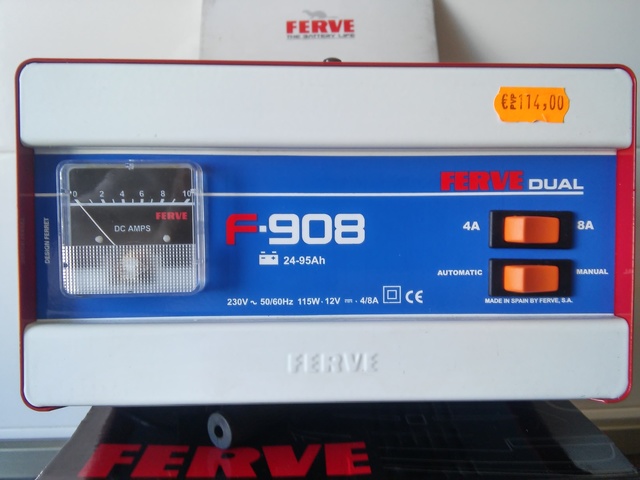 FERVE
THE BATTERY LIFE
€ PVP 114,00
FERVE DUAL
0 2 4 6 8 10
FERVE
DC AMPS
DESIGN FERRET
F-908
24-95Ah
4A 8A
AUTOMATIC MANUAL
230V ~ 50/60Hz 115W - 12V ⎓ - 4/8A CE
MADE IN SPAIN BY FERVE, S.A.
FERVE
FERVE